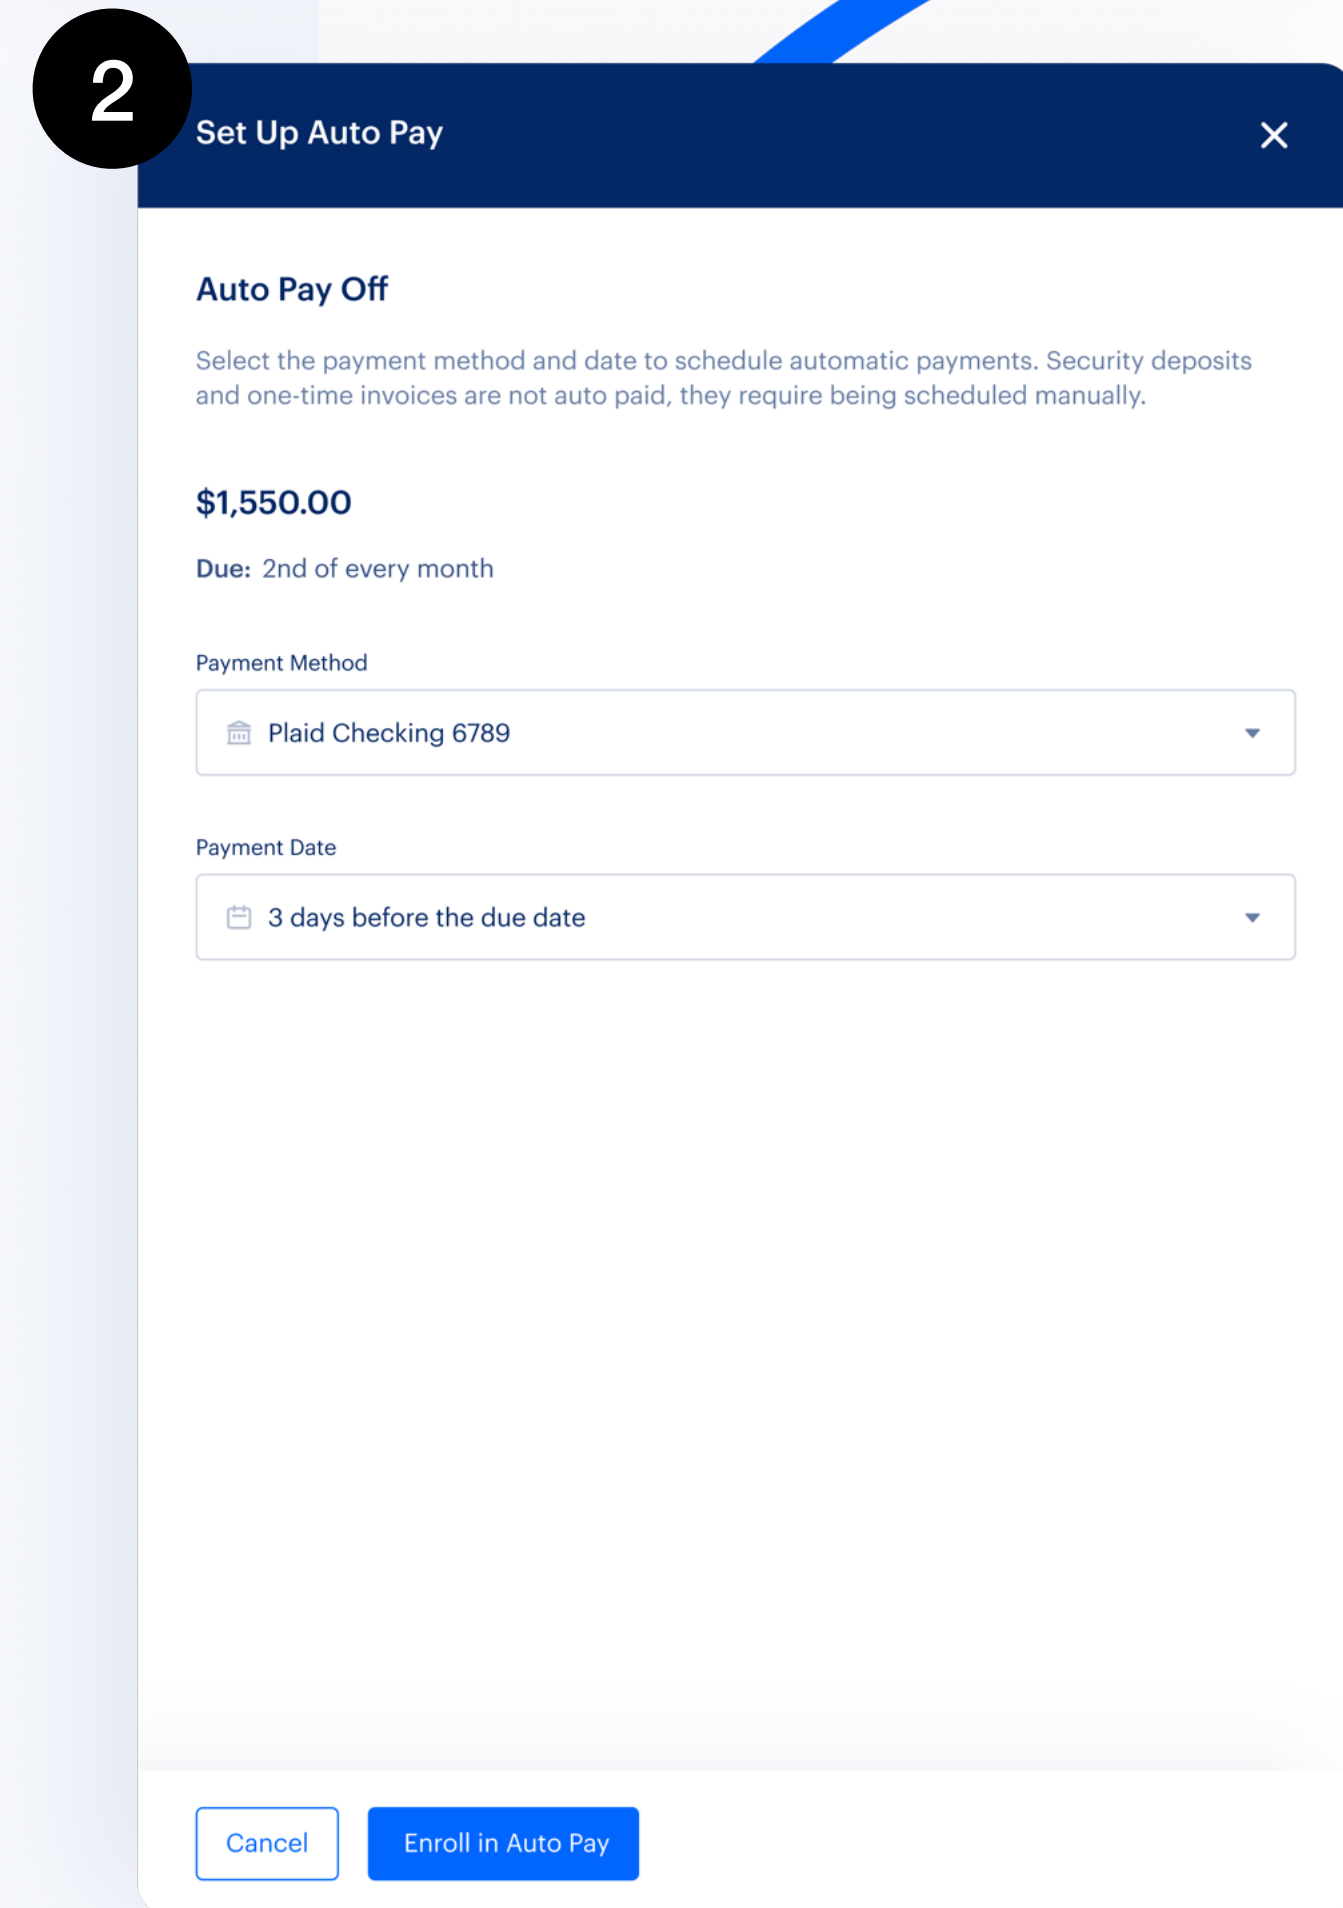 2
Set Up Auto Pay
Auto Pay Off
Select the payment method and date to schedule automatic payments. Security deposits
and one-time invoices are not auto paid, they require being scheduled manually.
$1,550.00
Due: 2nd of every month
Payment Method
Plaid Checking 6789
Payment Date
3 days before the due date
Cancel
Enroll in Auto Pay